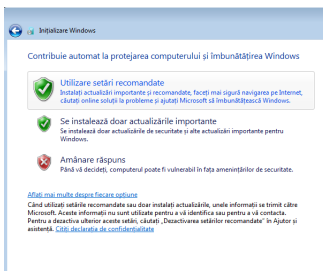 Inițializare Windows
Contribuie automat la protejarea computerului și îmbunătățirea Windows
Utilizare setări recomandate
Instalați actualizări importante și recomandate, faceți mai sigură navigarea pe Internet,
căutați online soluții la probleme și ajutați Microsoft să îmbunătățească Windows.
Se instalează doar actualizările importante
Se instalează doar actualizările de securitate și alte actualizări importante pentru
Windows.
Amânare răspuns
Până vă decideți, computerul poate fi vulnerabil în fața amenințărilor de securitate.
Aflați mai multe despre fiecare opțiune
Când utilizați setările recomandate sau doar instalați actualizările, unele informații se trimit către
Microsoft. Aceste informații nu sunt utilizate pentru a vă identifica sau pentru a vă contacta.
Pentru a dezactiva ulterior aceste setări, căutați „Dezactivarea setărilor recomandate” în Ajutor și
asistență. Citiți declarația de confidențialitate